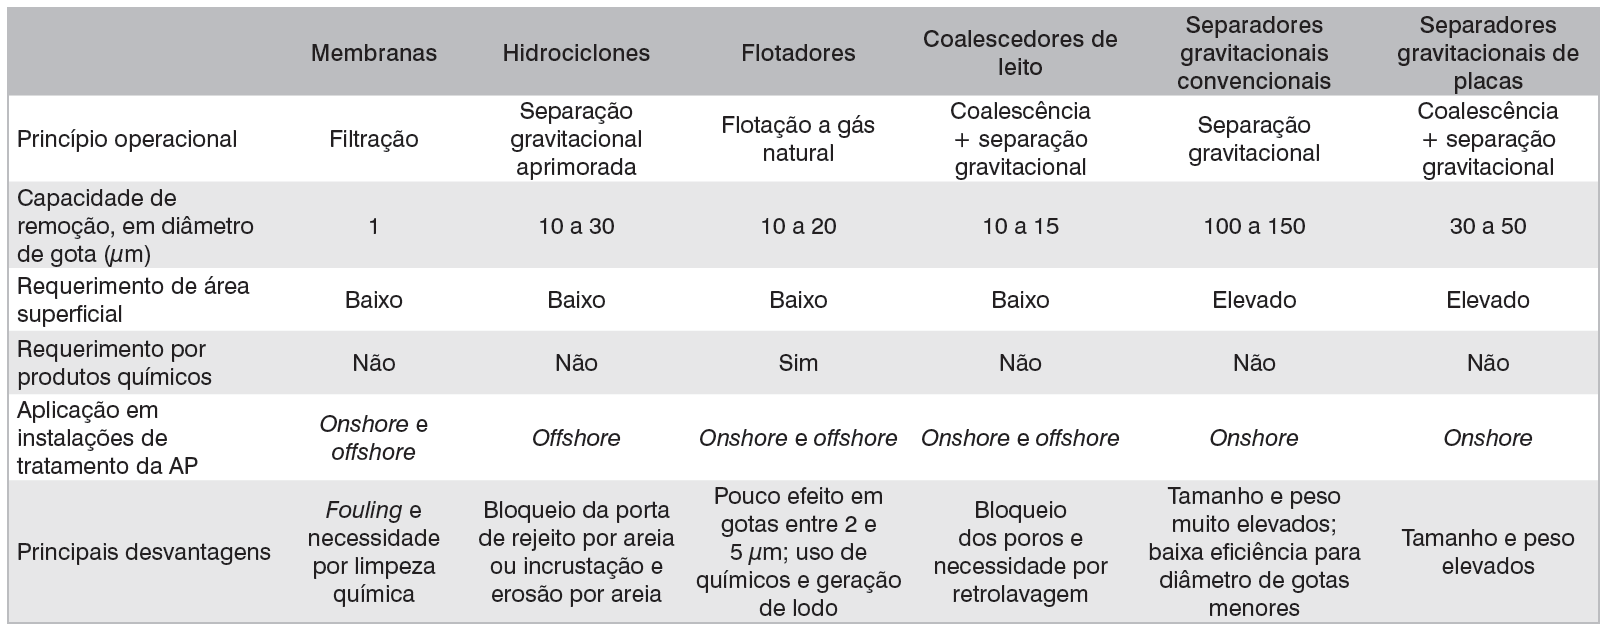 Membranas
Hidrociclones
Flotadores
Coalescedores de
leito
Separadores
gravitacionais
convencionais
Separadores
gravitacionais de
placas
Princípio operacional
Filtração
Separação
gravitacional
aprimorada
Flotação a gás
natural
Coalescência
+ separação
gravitacional
Separação
gravitacional
Coalescência
+ separação
gravitacional
Capacidade de
remoção, em diâmetro
de gota (µm)
1
10 a 30
10 a 20
10 a 15
100 a 150
30 a 50
Requerimento de área
superficial
Baixo
Baixo
Baixo
Baixo
Elevado
Elevado
Requerimento por
produtos químicos
Não
Não
Sim
Não
Não
Não
Aplicação em
instalações de
tratamento da AP
Onshore e
offshore
Offshore
Onshore e offshore
Onshore e offshore
Onshore
Onshore
Principais desvantagens
Fouling e
necessidade
por limpeza
química
Bloqueio da porta
de rejeito por areia
ou incrustação e
erosão por areia
Pouco efeito em
gotas entre 2 e
5 µm; uso de
químicos e geração
de lodo
Bloqueio
dos poros e
necessidade por
retrolavagem
Tamanho e peso
muito elevados;
baixa eficiência para
diâmetro de gotas
menores
Tamanho e peso
elevados